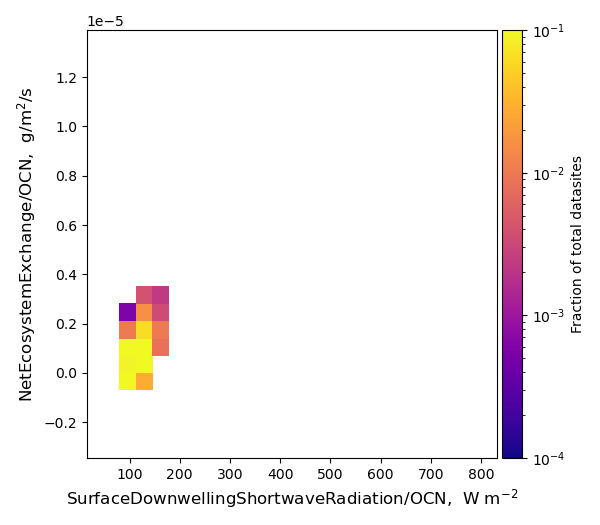 1e−5
1.2
1.0
0.8
0.6
0.4
0.2
0.0
−0.2
NetEcosystemExchange/OCN, g/m²/s
100 200 300 400 500 600 700 800
SurfaceDownwellingShortwaveRadiation/OCN, W m⁻²
10⁻¹
10⁻²
10⁻³
10⁻⁴
Fraction of total datasites